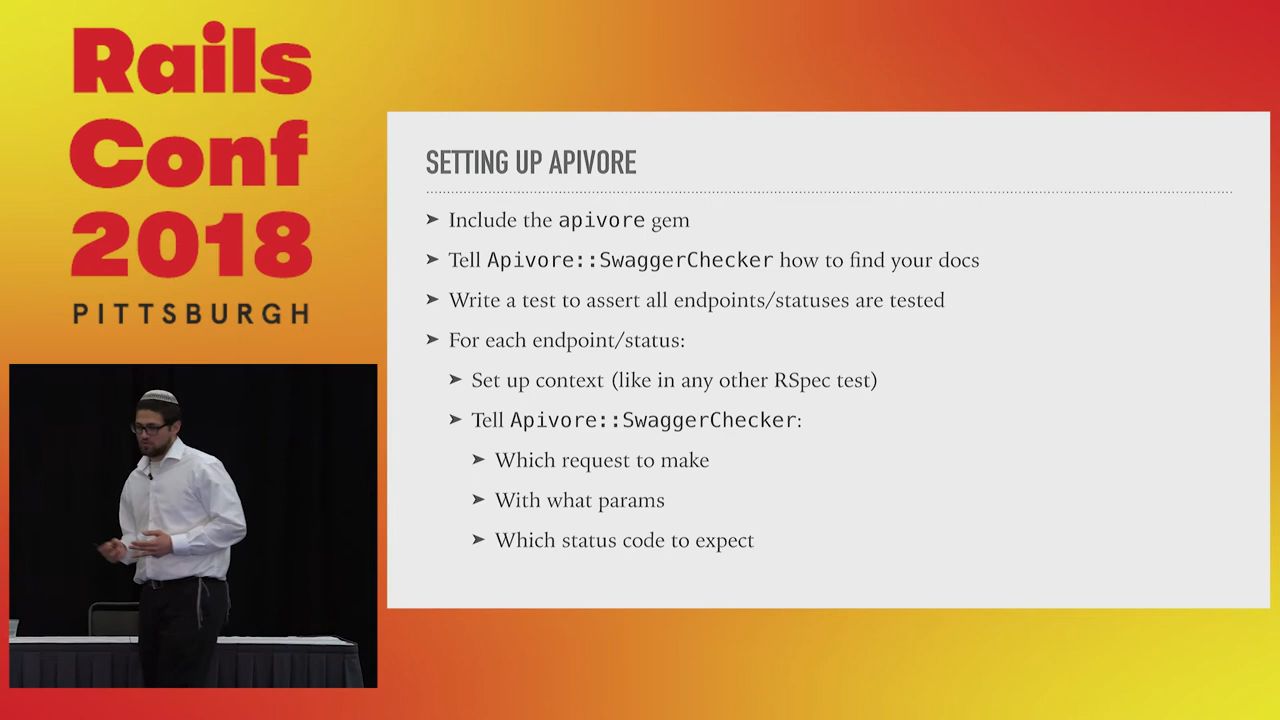 Rails
Conf
2018
PITTSBURGH
SETTING UP APIVORE
➤ Include the apivore gem
➤ Tell Apivore::SwaggerChecker how to find your docs
➤ Write a test to assert all endpoints/statuses are tested
➤ For each endpoint/status:
➤ Set up context (like in any other RSpec test)
➤ Tell Apivore::SwaggerChecker:
➤ Which request to make
➤ With what params
➤ Which status code to expect